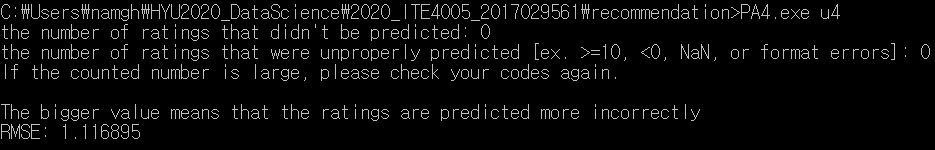 C:₩Users₩namgh₩HYU2020_DataScience₩2020_ITE4005_2017029561₩recommendation>PA4.exe u4
the number of ratings that didn't be predicted: 0
the number of ratings that were unproperly predicted [ex. >=10, <0, NaN, or format errors]: 0
If the counted number is large, please check your codes again.
The bigger value means that the ratings are predicted more incorrectly
RMSE: 1.116895